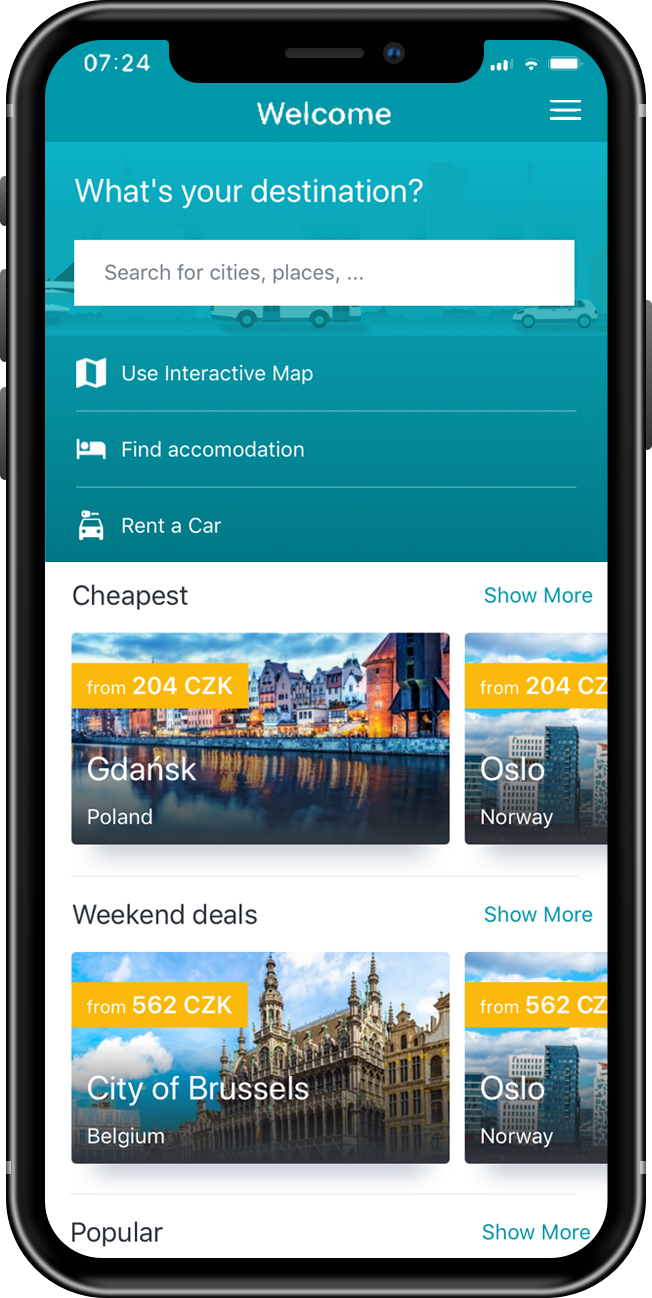 07:24
Welcome
What's your destination?
Search for cities, places, ...
Use Interactive Map
Find accomodation
Rent a Car
Cheapest
Show More
from 204 CZK
from 204 CZ
Gdańsk
Oslo
Poland
Norway
Weekend deals
Show More
from 562 CZK
from 562 CZ
City of Brussels
Oslo
Belgium
Norway
Popular
Show More